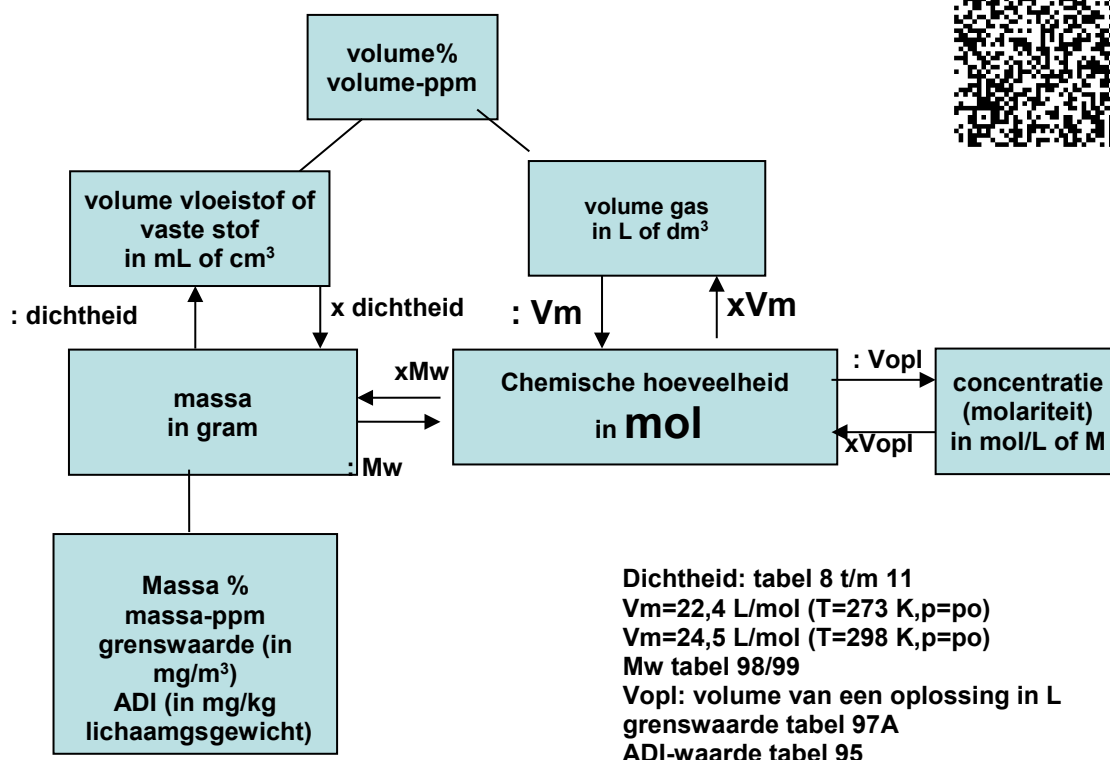 volume%
volume-ppm
volume vloeistof of
vaste stof
in mL of cm³
volume gas
in L of dm³
: dichtheid
x dichtheid
: Vm
xVm
massa
in gram
xMw
: Mw
Chemische hoeveelheid
in mol
: Vopl
xVopl
concentratie
(molariteit)
in mol/L of M
Massa %
massa-ppm
grenswaarde (in
mg/m³)
ADI (in mg/kg
lichaamgsgewicht)
Dichtheid: tabel 8 t/m 11
Vm=22,4 L/mol (T=273 K,p=po)
Vm=24,5 L/mol (T=298 K,p=po)
Mw tabel 98/99
Vopl: volume van een oplossing in L
grenswaarde tabel 97A
ADI-waarde tabel 95